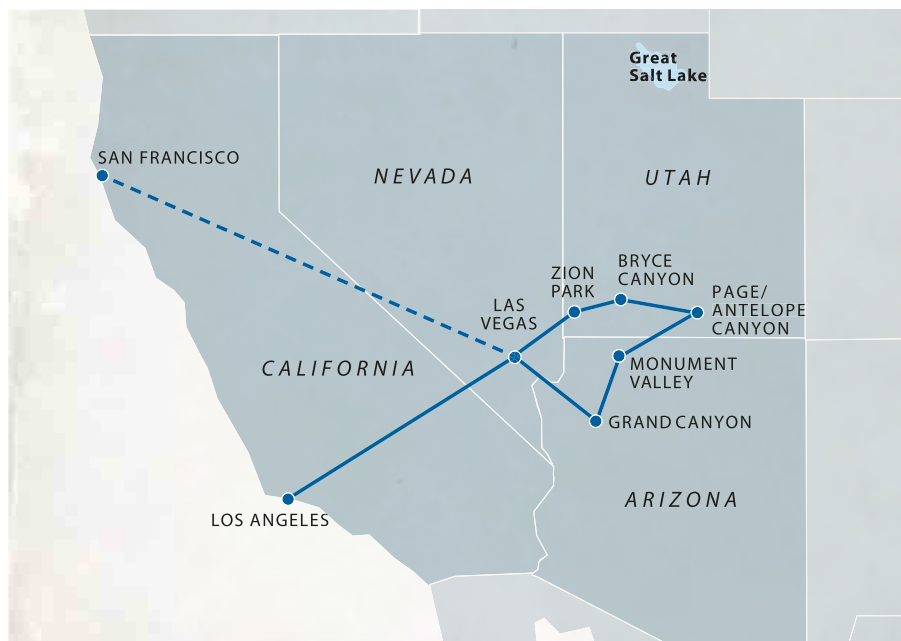 Great
Salt Lake
SAN FRANCISCO
NEVADA
UTAH
BRYCE
CANYON
ZION
PARK
PAGE/
ANTELOPE
CANYON
LAS
VEGAS
MONUMENT
VALLEY
CALIFORNIA
GRAND CANYON
ARIZONA
LOS ANGELES